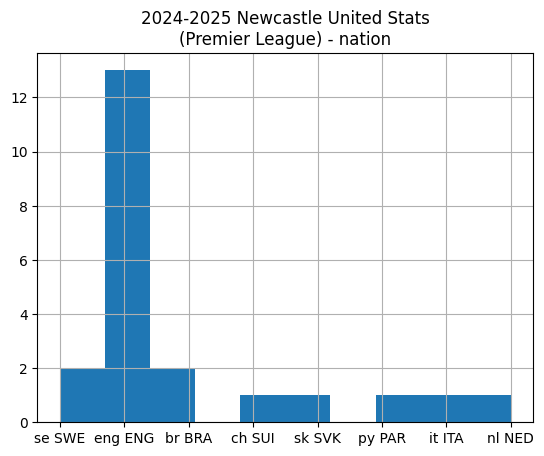 2024-2025 Newcastle United Stats
(Premier League) - nation
12
10
8
6
4
2
0
se SWE eng ENG br BRA ch SUI sk SVK py PAR it ITA nl NED